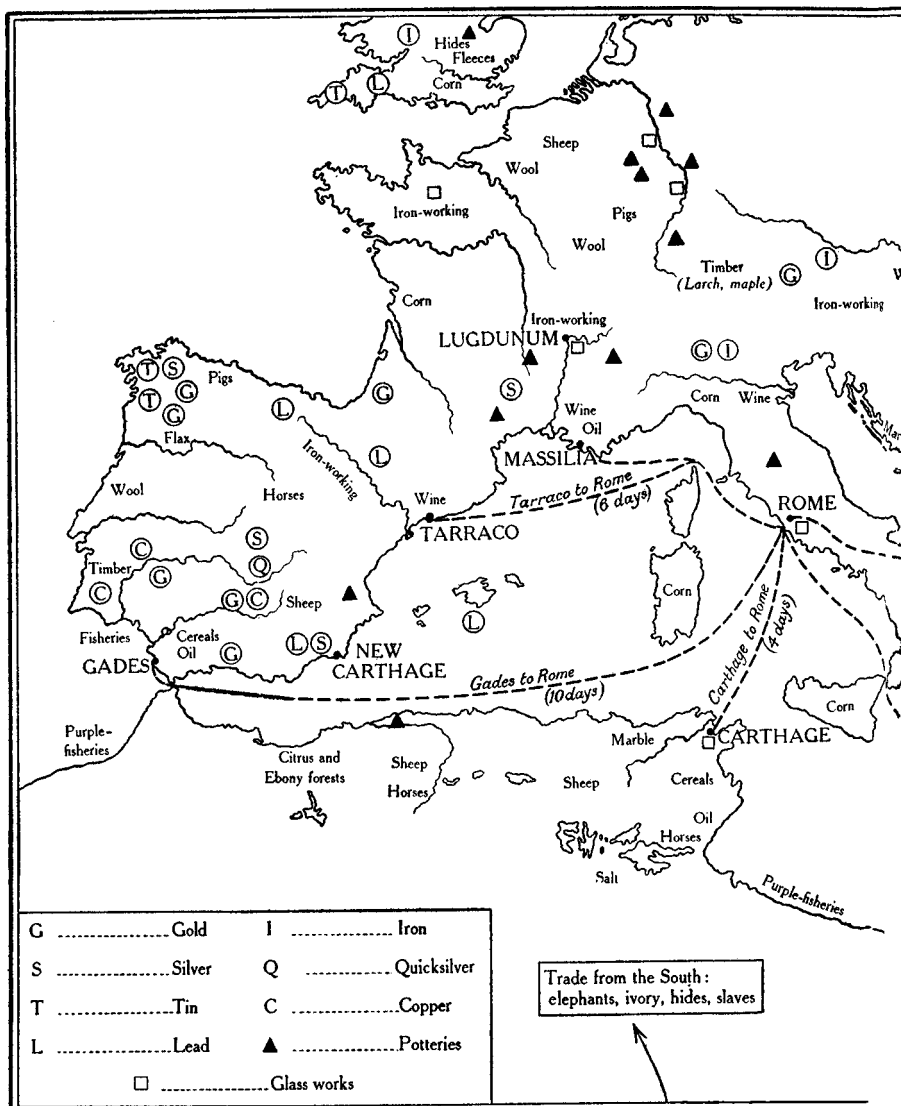 I
Hides
Fleeces
T
L
Corn
Sheep
Wool
Iron-working
Pigs
Wool
Timber
(Larch, maple)
G
I
W
Iron-working
Corn
LUGDUNUM
Iron-working
G
I
S
Corn
Wine
T
S
Pigs
G
T
G
L
G
Flax
Wine
Oil
Mar
MASSILIA
L
Iron-working
Wool
Horses
Wine
Tarraco to Rome
(6 days)
ROME
TARRACO
C
S
Timber
G
Q
C
G
C
Sheep
Corn
L
Fisheries
Cereals
Oil
G
L
S
GADES
NEW
CARTHAGE
Carthage to Rome
(4 days)
Gades to Rome
(10 days)
Corn
Purple-
fisheries
Marble
CARTHAGE
Citrus and
Ebony forests
Sheep
Horses
Sheep
Cereals
Oil
Horses
Salt
Purple-fisheries
G Gold I Iron
S Silver Q Quicksilver
T Tin C Copper
L Lead ▲ Potteries
□ Glass works
Trade from the South:
elephants, ivory, hides, slaves